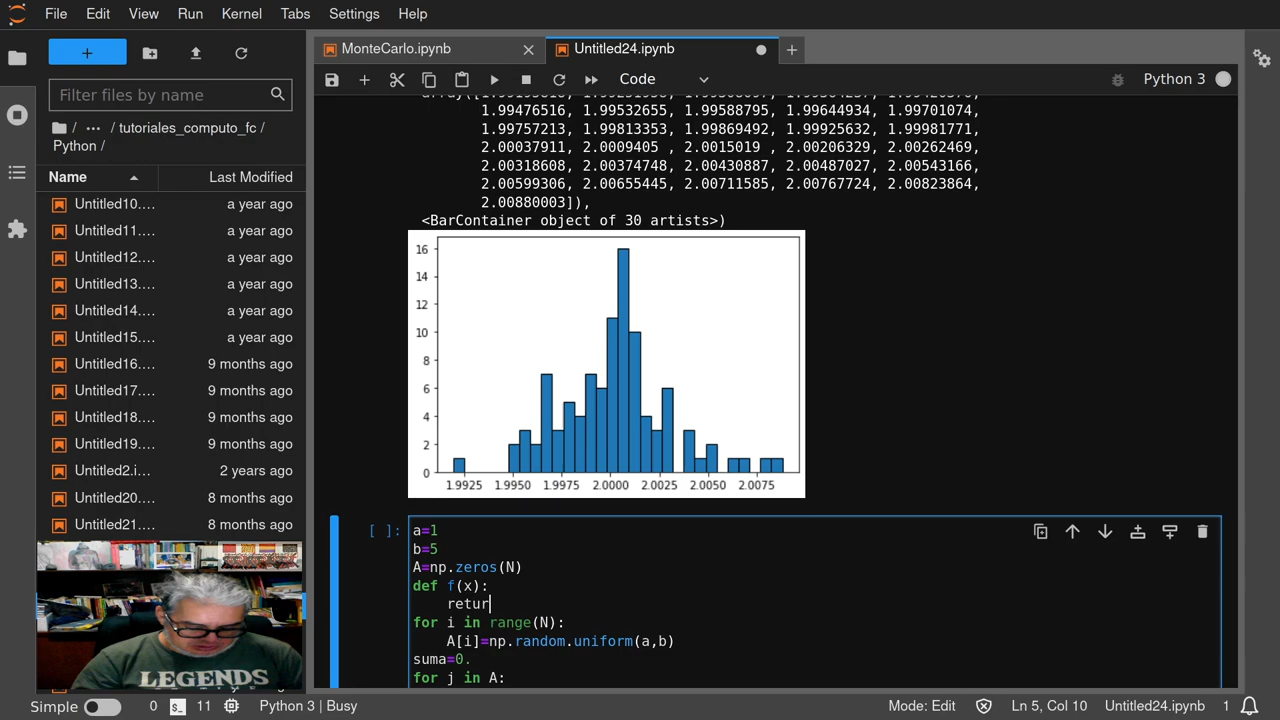 File Edit View Run Kernel Tabs Settings Help
+
Filter files by name
/ ··· / tutoriales_computo_fc /
Python /
Name Last Modified
Untitled10.... a year ago
Untitled11.... a year ago
Untitled12.... a year ago
Untitled13.... a year ago
Untitled14.... a year ago
Untitled15.... a year ago
Untitled16.... 9 months ago
Untitled17.... 9 months ago
Untitled18.... 9 months ago
Untitled19.... 9 months ago
Untitled2.i... 2 years ago
Untitled20.... 8 months ago
Untitled21.... 8 months ago
LEGENDS
MonteCarlo.ipynb
Untitled24.ipynb
Code
Python 3
1.99476516, 1.99532655, 1.99588795, 1.99644934, 1.99701074,
1.99757213, 1.99813353, 1.99869492, 1.99925632, 1.99981771,
2.00037911, 2.0009405 , 2.0015019 , 2.00206329, 2.00262469,
2.00318608, 2.00374748, 2.00430887, 2.00487027, 2.00543166,
2.00599306, 2.00655445, 2.00711585, 2.00767724, 2.00823864,
2.00880003]),
<BarContainer object of 30 artists>)
16
14
12
10
8
6
4
2
0
1.9925 1.9950 1.9975 2.0000 2.0025 2.0050 2.0075
[ ]:
a=1
b=5
A=np.zeros(N)
def f(x):
retur
for i in range(N):
A[i]=np.random.uniform(a,b)
suma=0.
for j in A:
Simple 0 11 Python 3 | Busy Mode: Edit Ln 5, Col 10 Untitled24.ipynb 1